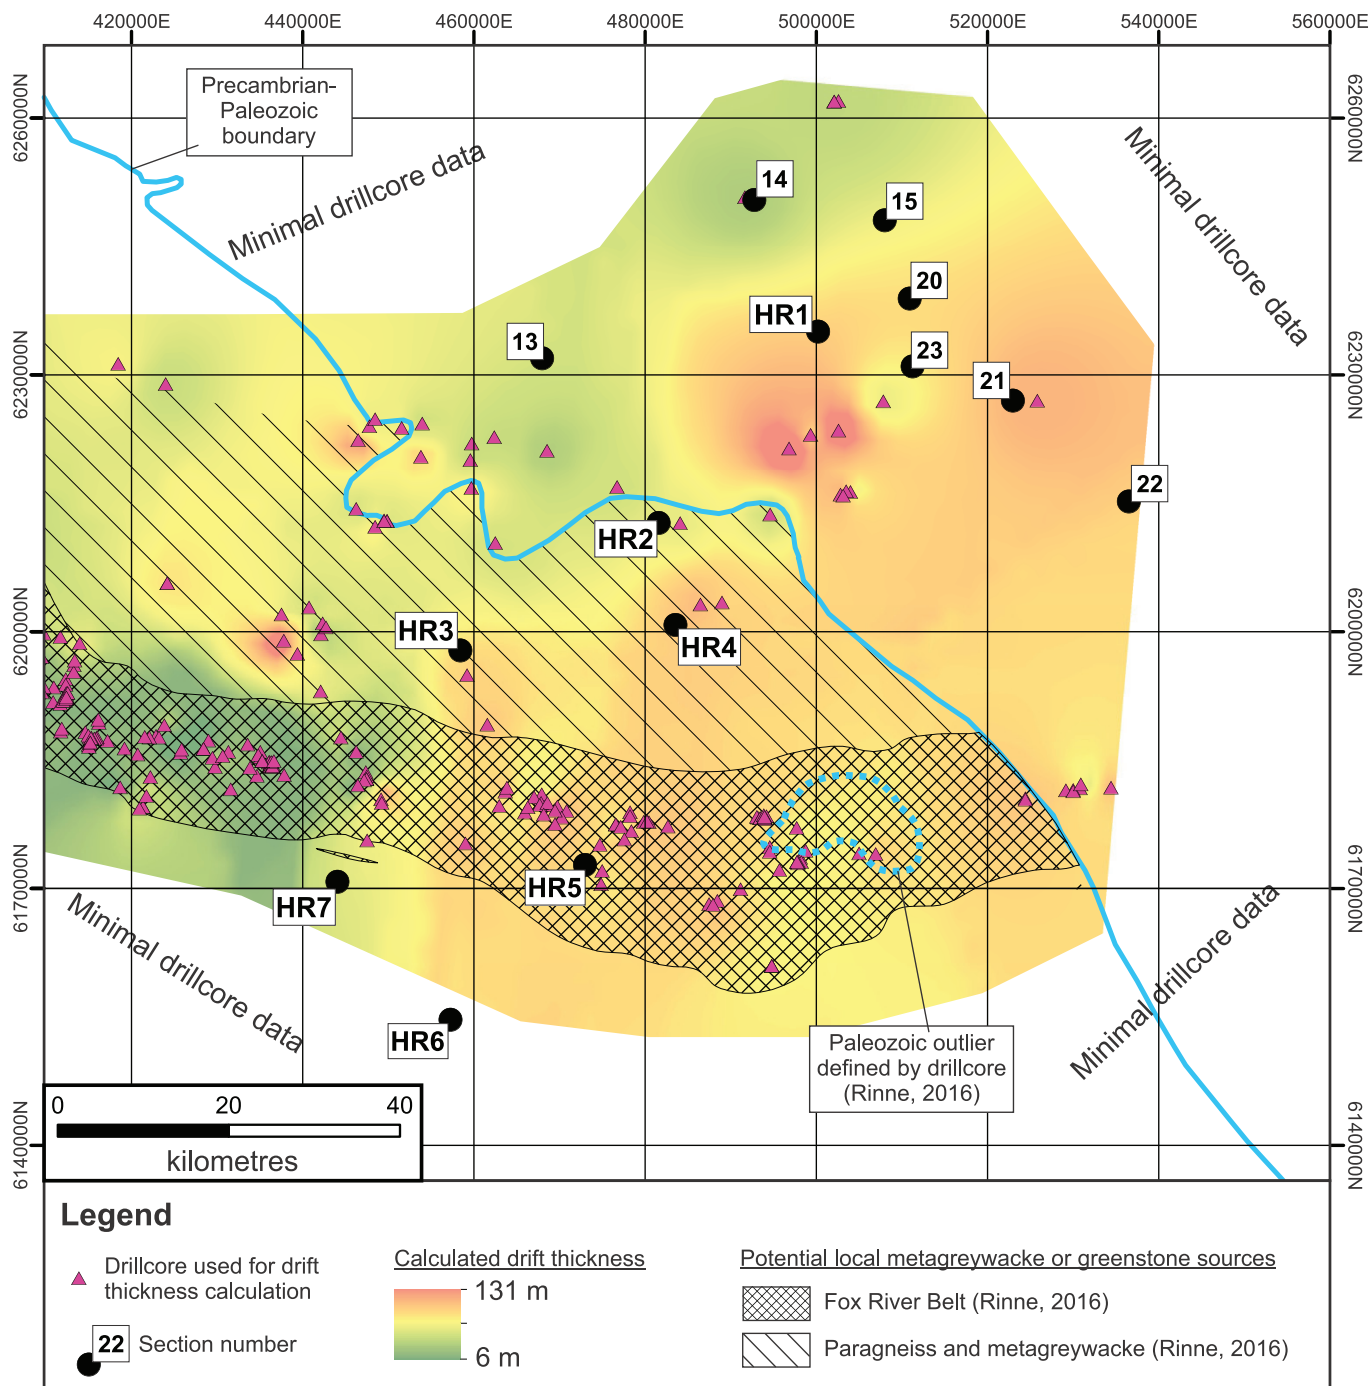 420000E 440000E 460000E 480000E 500000E 520000E 540000E 560000E
6260000N
6230000N
6200000N
6170000N
6140000N
6260000N
6230000N
6200000N
6170000N
6140000N
Precambrian-
Paleozoic
boundary
Minimal drillcore data
Minimal drillcore data
14
15
20
HR1
13
23
21
22
HR2
HR3
HR4
HR5
HR7
HR6
Minimal drillcore data
Minimal drillcore data
Paleozoic outlier
defined by drillcore
(Rinne, 2016)
0 20 40
kilometres
Legend
Drillcore used for drift
thickness calculation
22 Section number
Calculated drift thickness
131 m
6 m
Potential local metagreywacke or greenstone sources
Fox River Belt (Rinne, 2016)
Paragneiss and metagreywacke (Rinne, 2016)